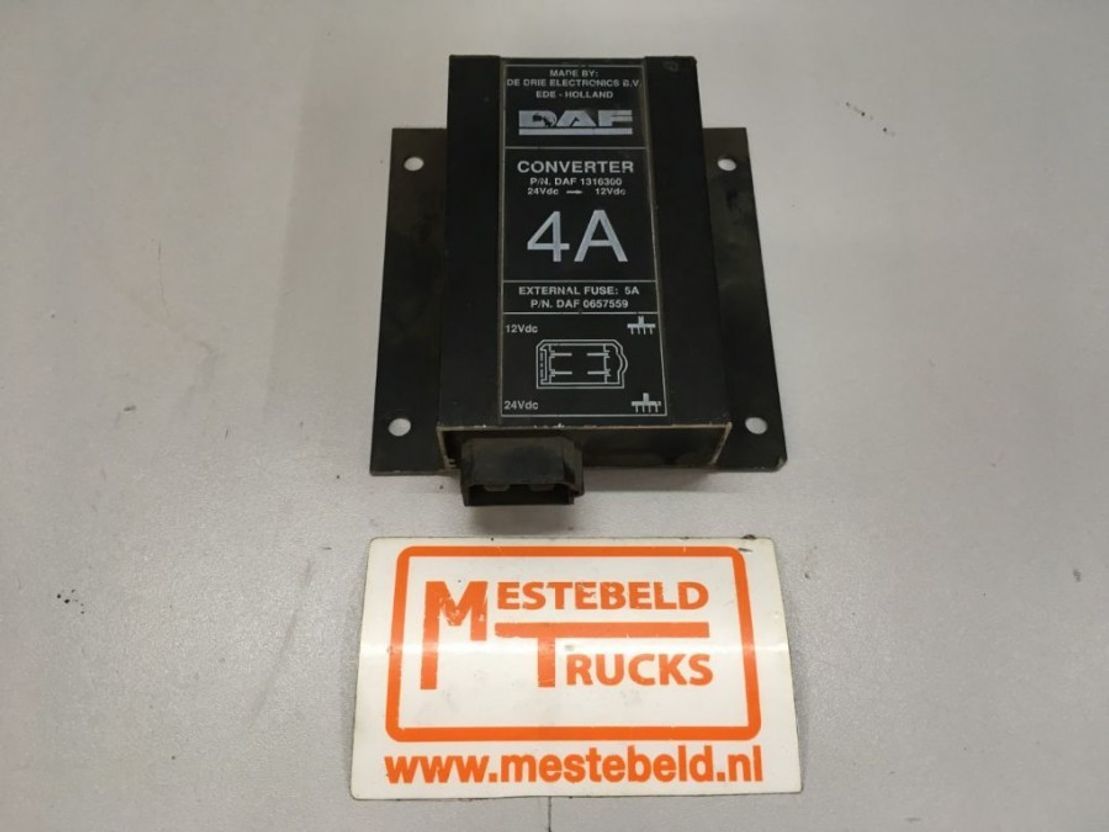 MADE BY:
DE DRIE ELECTRONICS B.V.
EDE - HOLLAND
DAF
CONVERTER
P/N. DAF 1316300
24Vdc → 12Vdc
4A
EXTERNAL FUSE: 5A
P/N. DAF 0657559
12Vdc
24Vdc
MESTEBELD
TRUCKS
www.mestebeld.nl